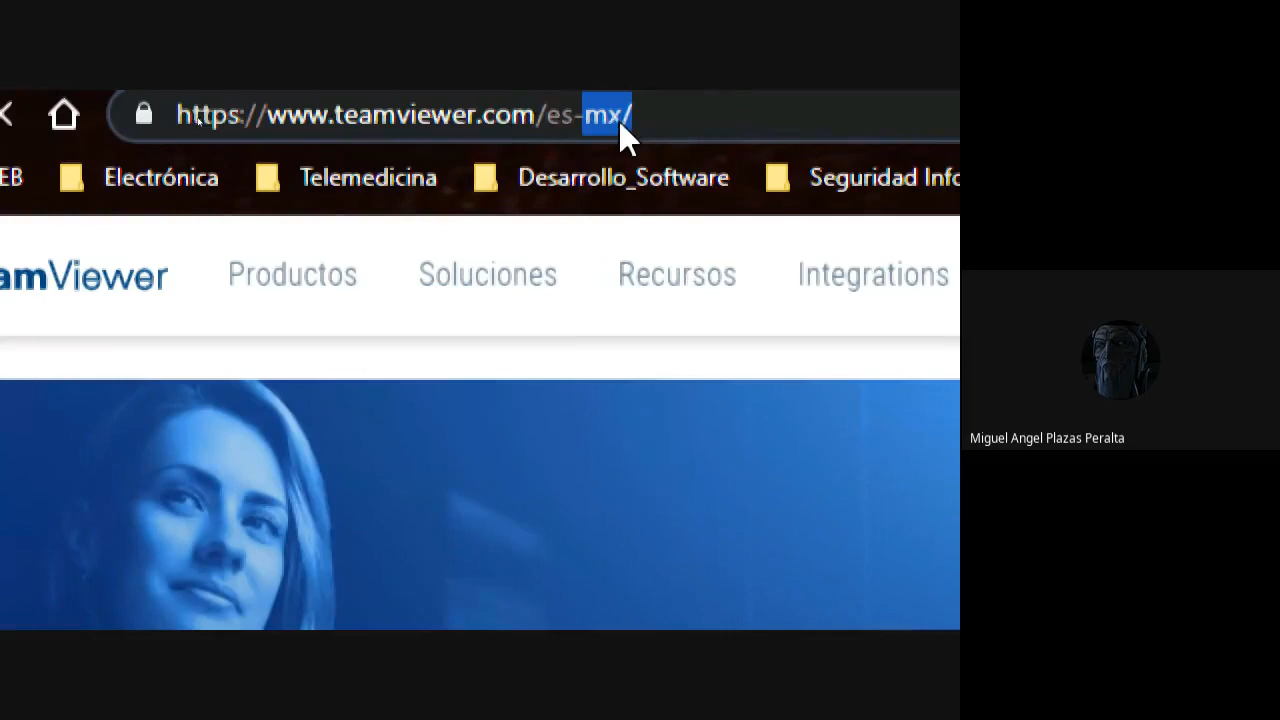 https://www.teamviewer.com/es-mx/
EB Electrónica Telemedicina Desarrollo_Software Seguridad Info
amViewer Productos Soluciones Recursos Integrations
Miguel Angel Plazas Peralta